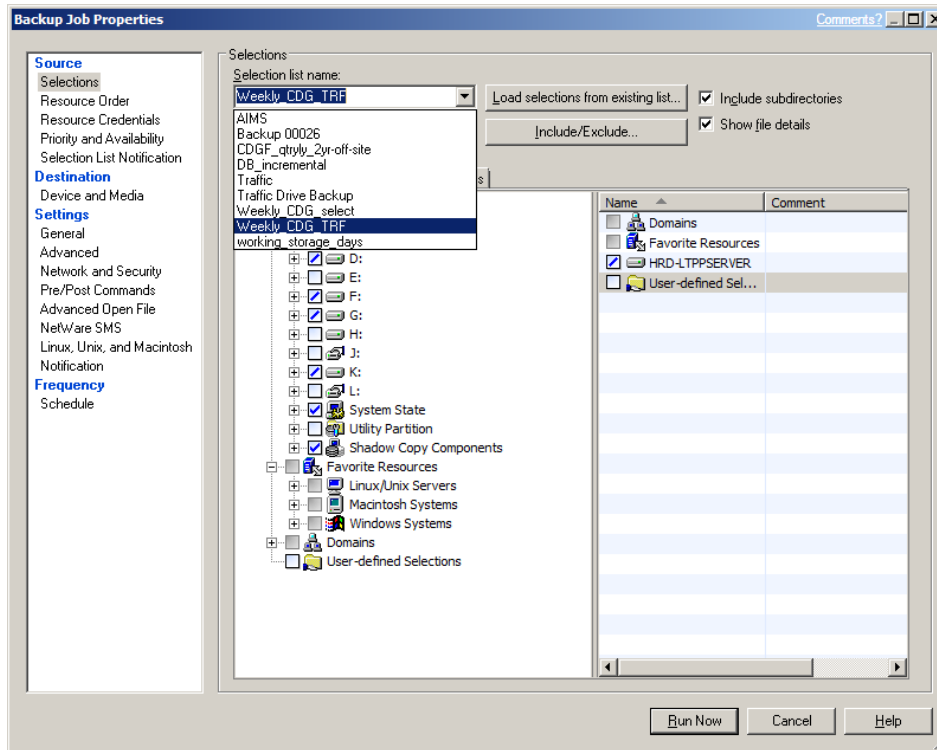 Backup Job Properties
Comments?
Source
Selections
Resource Order
Resource Credentials
Priority and Availability
Selection List Notification
Destination
Device and Media
Settings
General
Advanced
Network and Security
Pre/Post Commands
Advanced Open File
NetWare SMS
Linux, Unix, and Macintosh
Notification
Frequency
Schedule
Selections
Selection list name:
Weekly_CDG_TRF
Load selections from existing list...
Include subdirectories
Include/Exclude...
Show file details
AIMS
Backup 00026
CDGF_qtryly_2yr-off-site
DB_incremental
Traffic
Traffic Drive Backup
Weekly_CDG_select
Weekly_CDG_TRF
working_storage_days
s
D:
E:
F:
G:
H:
J:
K:
L:
System State
Utility Partition
Shadow Copy Components
Favorite Resources
Linux/Unix Servers
Macintosh Systems
Windows Systems
Domains
User-defined Selections
Name Comment
Domains
Favorite Resources
HRD-LTPPSERVER
User-defined Sel...
Run Now
Cancel
Help